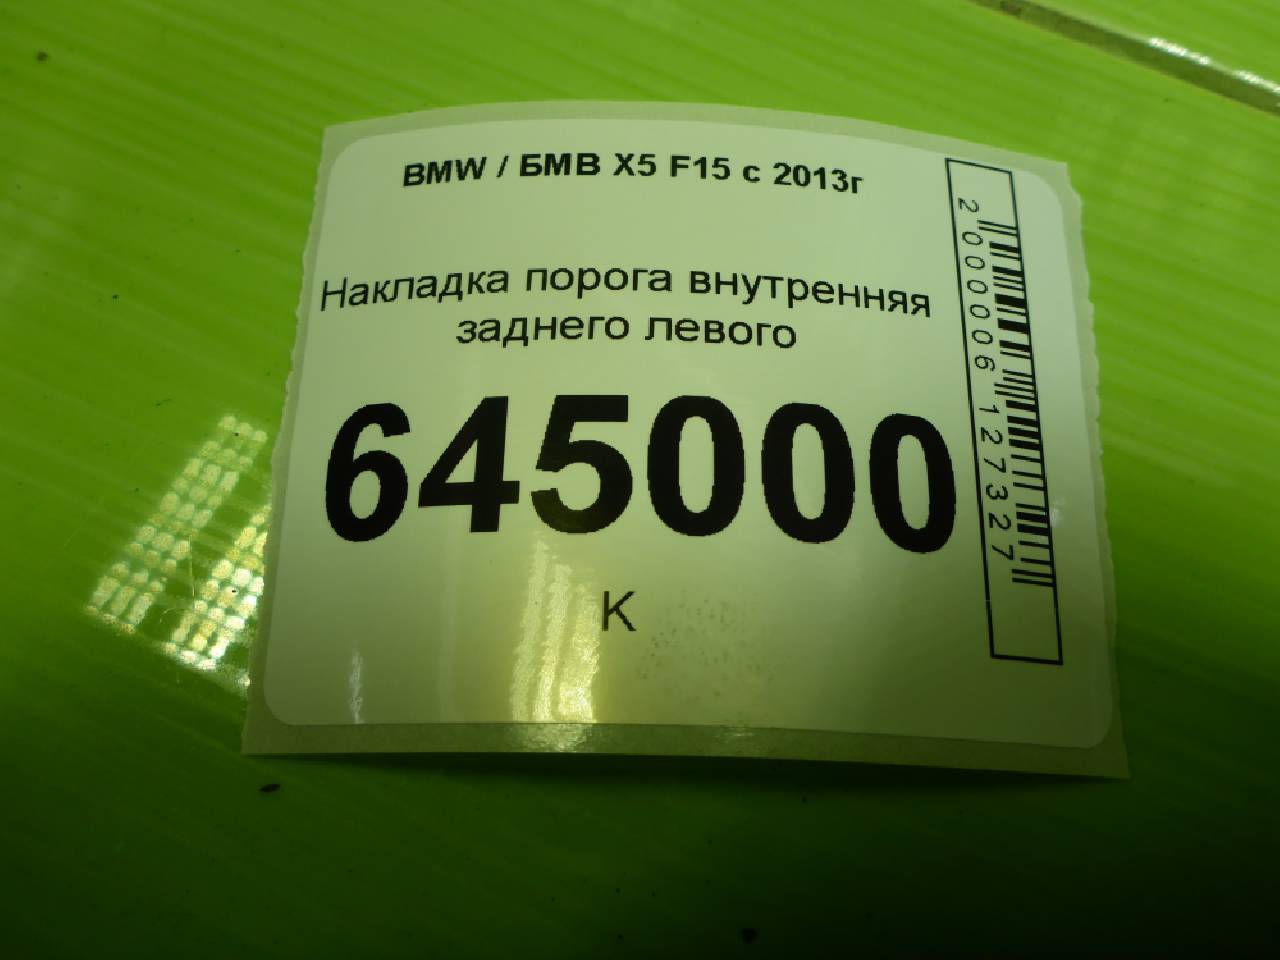 BMW / БМВ X5 F15 с 2013г
Накладка порога внутренняя
заднего левого
645000
К
2000006127327